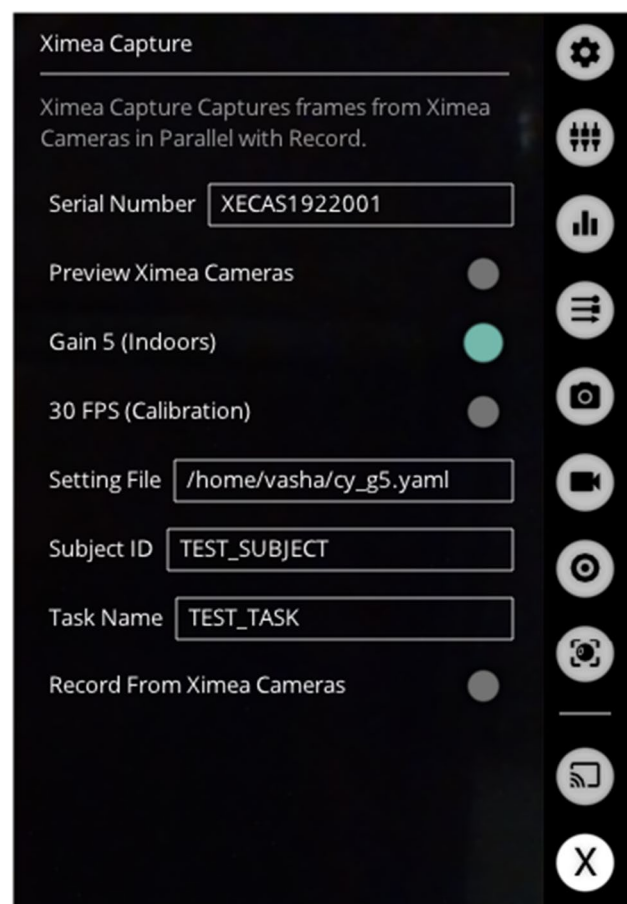 Ximea Capture
Ximea Capture Captures frames from Ximea
Cameras in Parallel with Record.
Serial Number XECAS1922001
Preview Ximea Cameras
Gain 5 (Indoors)
30 FPS (Calibration)
Setting File /home/vasha/cy_g5.yaml
Subject ID TEST_SUBJECT
Task Name TEST_TASK
Record From Ximea Cameras
X